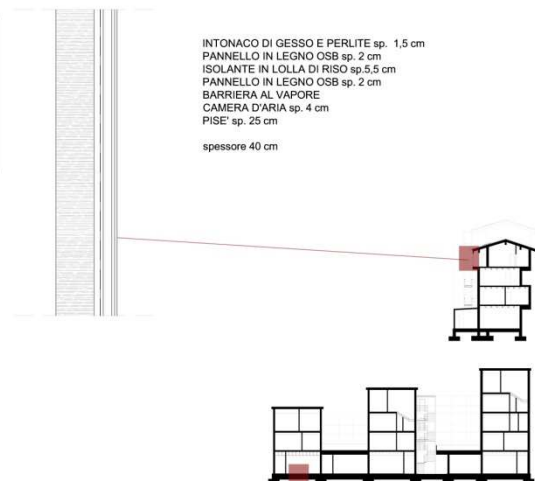 INTONACO DI GESSO E PERLITE sp. 1,5 cm
PANNELLO IN LEGNO OSB sp. 2 cm
ISOLANTE IN LOLLA DI RISO sp.5,5 cm
PANNELLO IN LEGNO OSB sp. 2 cm
BARRIERA AL VAPORE
CAMERA D'ARIA sp. 4 cm
PISE' sp. 25 cm
spessore 40 cm